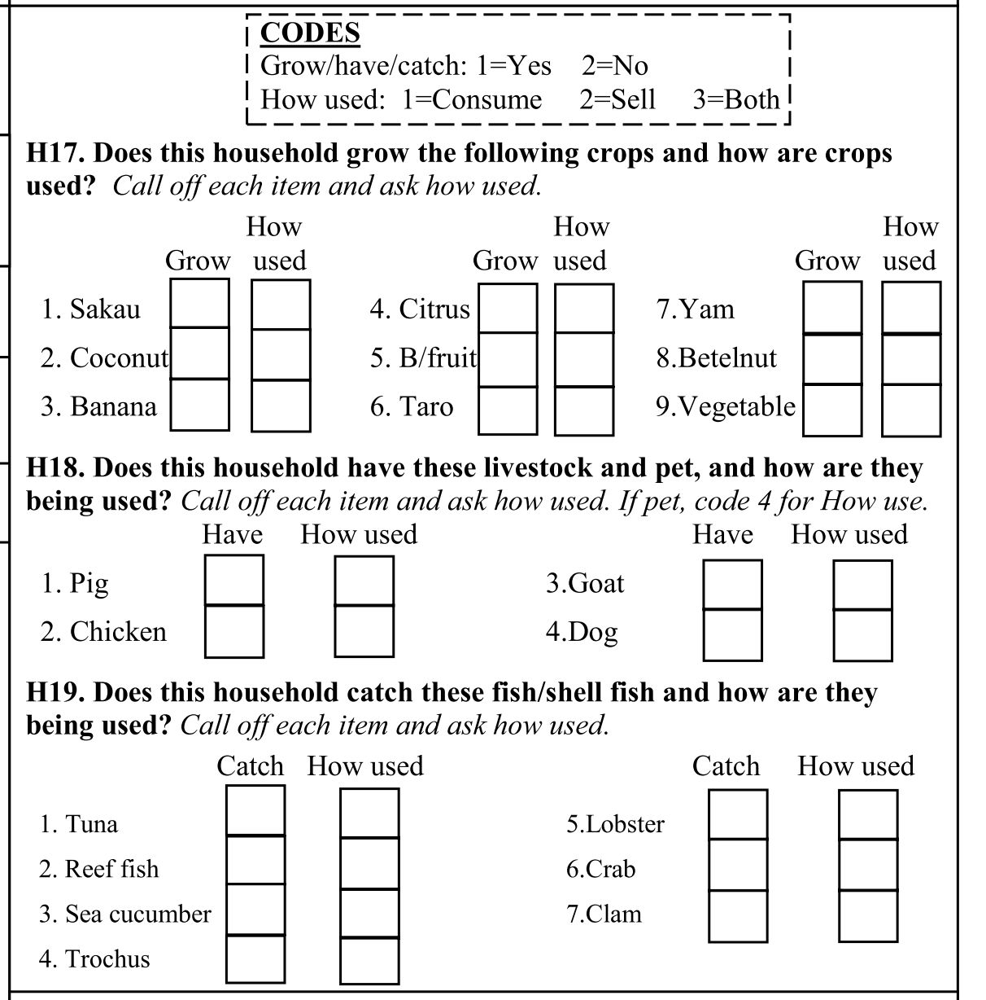 CODES
Grow/have/catch: 1=Yes 2=No
How used: 1=Consume 2=Sell 3=Both
H17. Does this household grow the following crops and how are crops
used? Call off each item and ask how used.
How How How
Grow used Grow used Grow used
1. Sakau 4. Citrus 7.Yam
2. Coconut 5. B/fruit 8.Betelnut
3. Banana 6. Taro 9.Vegetable
H18. Does this household have these livestock and pet, and how are they
being used? Call off each item and ask how used. If pet, code 4 for How use.
Have How used Have How used
1. Pig 3.Goat
2. Chicken 4.Dog
H19. Does this household catch these fish/shell fish and how are they
being used? Call off each item and ask how used.
Catch How used Catch How used
1. Tuna 5.Lobster
2. Reef fish 6.Crab
3. Sea cucumber 7.Clam
4. Trochus